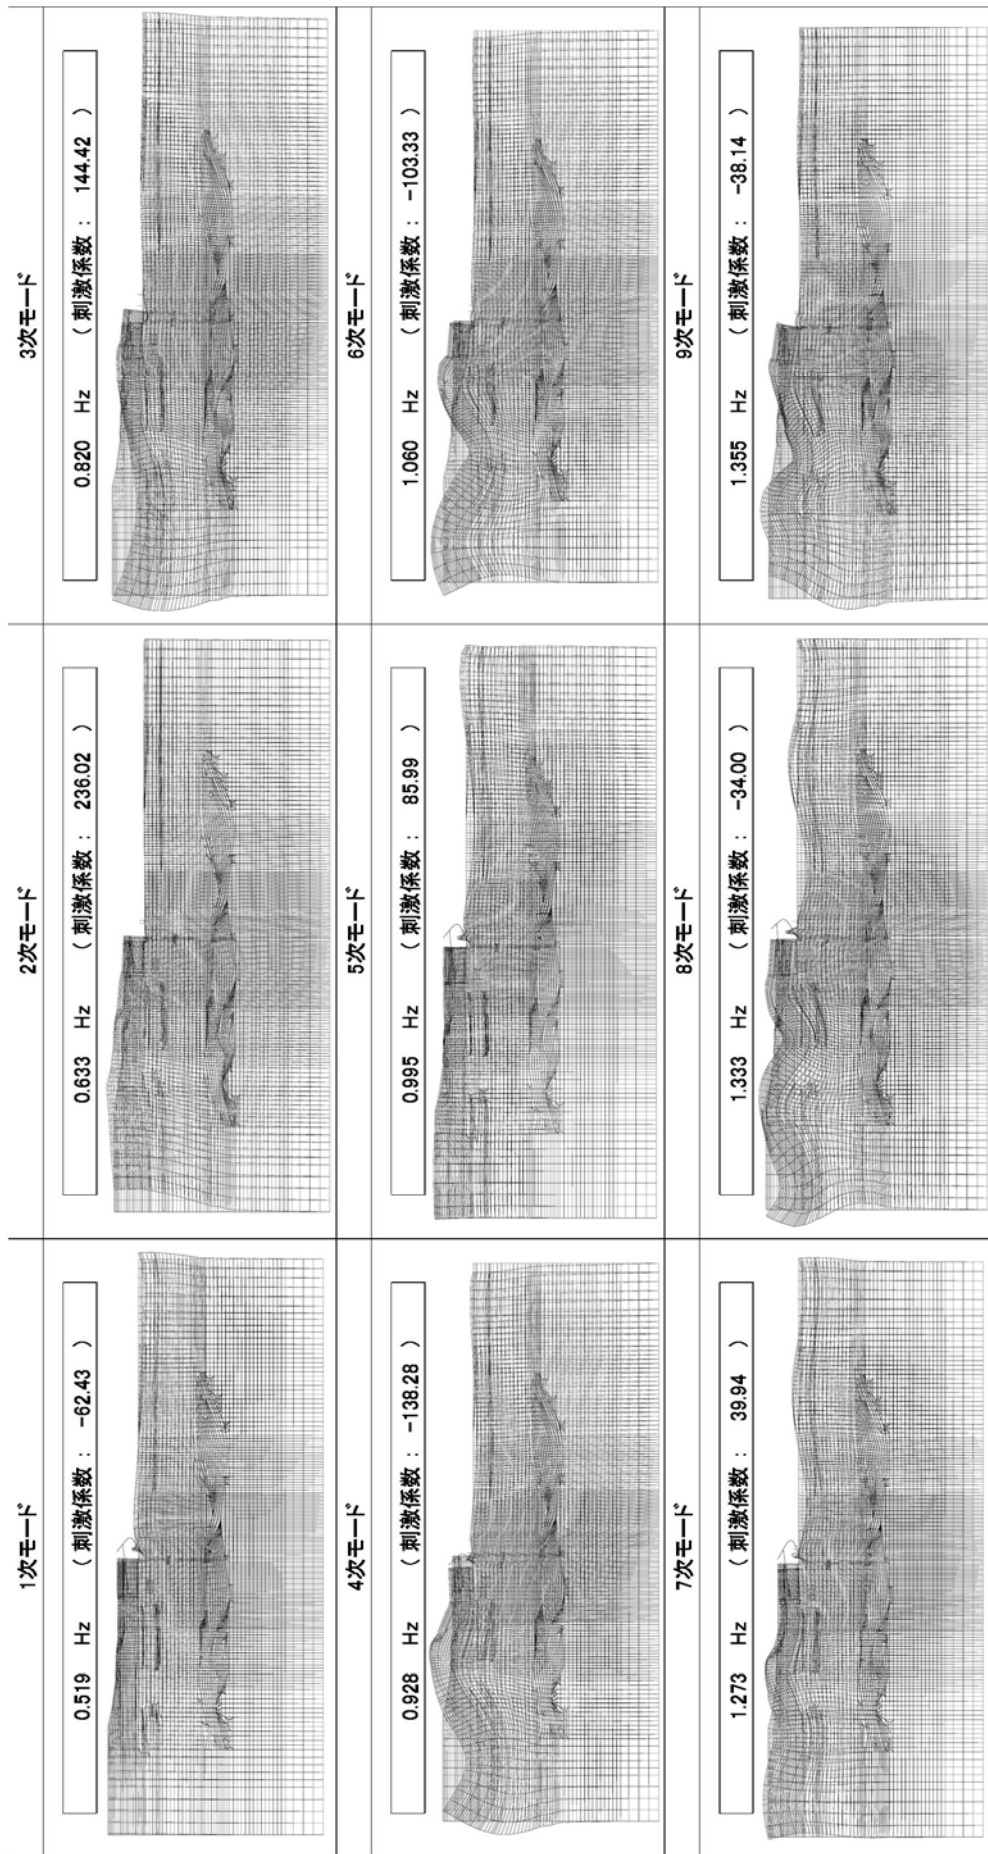 1次モード
0.519 Hz (刺激係数 : -62.43 )
2次モード
0.633 Hz (刺激係数 : 236.02 )
3次モード
0.820 Hz (刺激係数 : 144.42 )
4次モード
0.928 Hz (刺激係数 : -138.28 )
5次モード
0.995 Hz (刺激係数 : 85.99 )
6次モード
1.060 Hz (刺激係数 : -103.33 )
7次モード
1.273 Hz (刺激係数 : 39.94 )
8次モード
1.333 Hz (刺激係数 : -34.00 )
9次モード
1.355 Hz (刺激係数 : -38.14 )